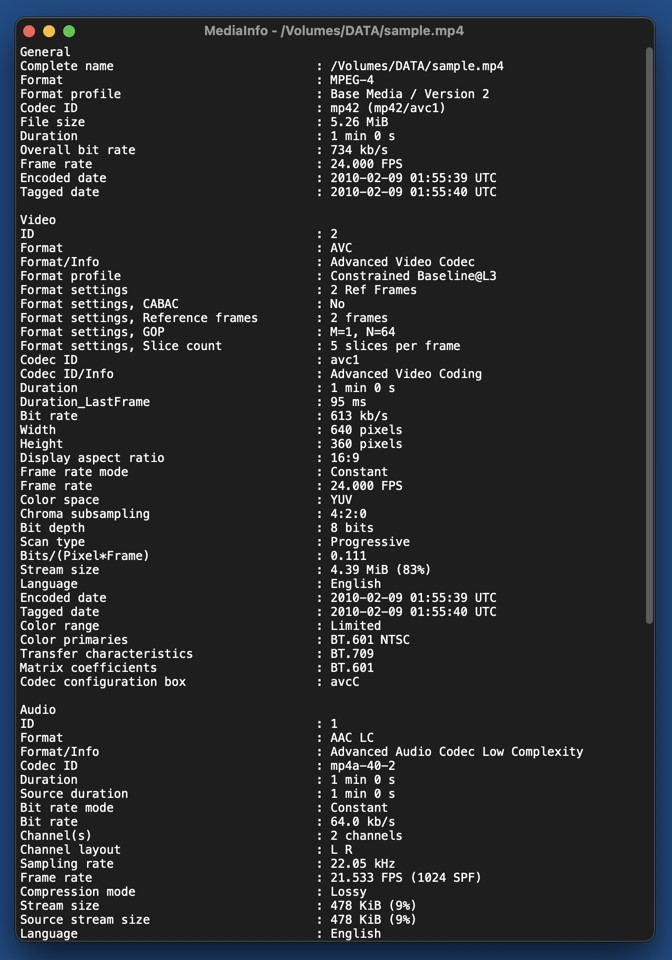 MediaInfo - /Volumes/DATA/sample.mp4
General
Complete name : /Volumes/DATA/sample.mp4
Format : MPEG-4
Format profile : Base Media / Version 2
Codec ID : mp42 (mp42/avc1)
File size : 5.26 MiB
Duration : 1 min 0 s
Overall bit rate : 734 kb/s
Frame rate : 24.000 FPS
Encoded date : 2010-02-09 01:55:39 UTC
Tagged date : 2010-02-09 01:55:40 UTC
Video
ID : 2
Format : AVC
Format/Info : Advanced Video Codec
Format profile : Constrained Baseline@L3
Format settings : 2 Ref Frames
Format settings, CABAC : No
Format settings, Reference frames : 2 frames
Format settings, GOP : M=1, N=64
Format settings, Slice count : 5 slices per frame
Codec ID : avc1
Codec ID/Info : Advanced Video Coding
Duration : 1 min 0 s
Duration_LastFrame : 95 ms
Bit rate : 613 kb/s
Width : 640 pixels
Height : 360 pixels
Display aspect ratio : 16:9
Frame rate mode : Constant
Frame rate : 24.000 FPS
Color space : YUV
Chroma subsampling : 4:2:0
Bit depth : 8 bits
Scan type : Progressive
Bits/(Pixel*Frame) : 0.111
Stream size : 4.39 MiB (83%)
Language : English
Encoded date : 2010-02-09 01:55:39 UTC
Tagged date : 2010-02-09 01:55:40 UTC
Color range : Limited
Color primaries : BT.601 NTSC
Transfer characteristics : BT.709
Matrix coefficients : BT.601
Codec configuration box : avcC
Audio
ID : 1
Format : AAC LC
Format/Info : Advanced Audio Codec Low Complexity
Codec ID : mp4a-40-2
Duration : 1 min 0 s
Source duration : 1 min 0 s
Bit rate mode : Constant
Bit rate : 64.0 kb/s
Channel(s) : 2 channels
Channel layout : L R
Sampling rate : 22.05 kHz
Frame rate : 21.533 FPS (1024 SPF)
Compression mode : Lossy
Stream size : 478 KiB (9%)
Source stream size : 478 KiB (9%)
Language : English